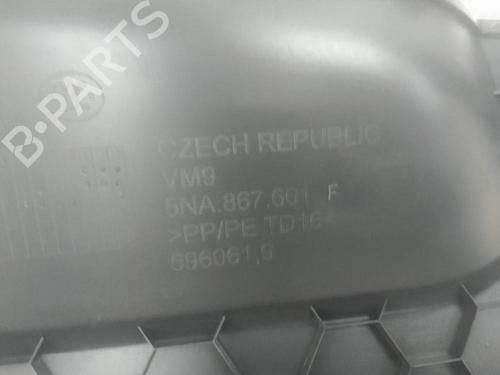 B-PARTS
CZECH REPUBLIC
VM9
5NA.867.601 F
>PP/PE TD16<
596061,9